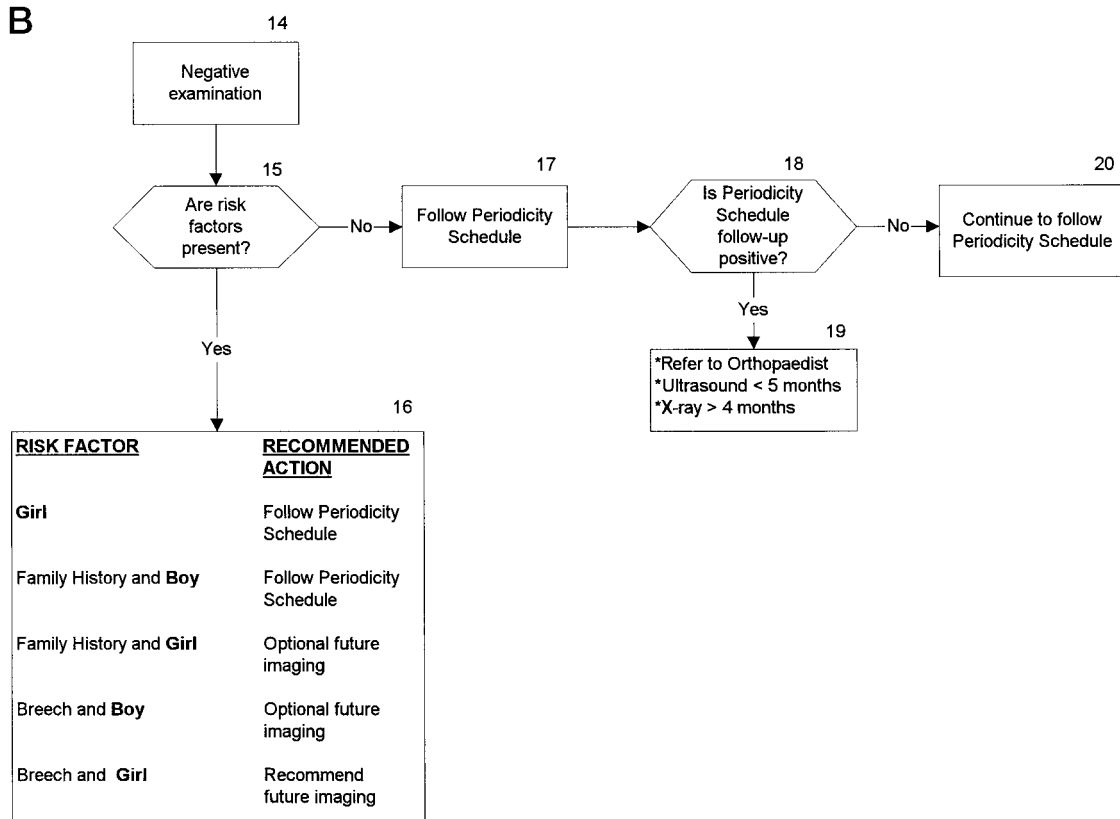 B
14
Negative
examination
15
Are risk
factors
present?
No
17
Follow Periodicity
Schedule
18
Is Periodicity
Schedule
follow-up
positive?
No
20
Continue to follow
Periodicity Schedule
Yes
19
*Refer to Orthopaedist
*Ultrasound < 5 months
*X-ray > 4 months
Yes
16
RISK FACTOR
RECOMMENDED
ACTION
Girl
Follow Periodicity
Schedule
Family History and Boy
Follow Periodicity
Schedule
Family History and Girl
Optional future
imaging
Breech and Boy
Optional future
imaging
Breech and Girl
Recommend
future imaging